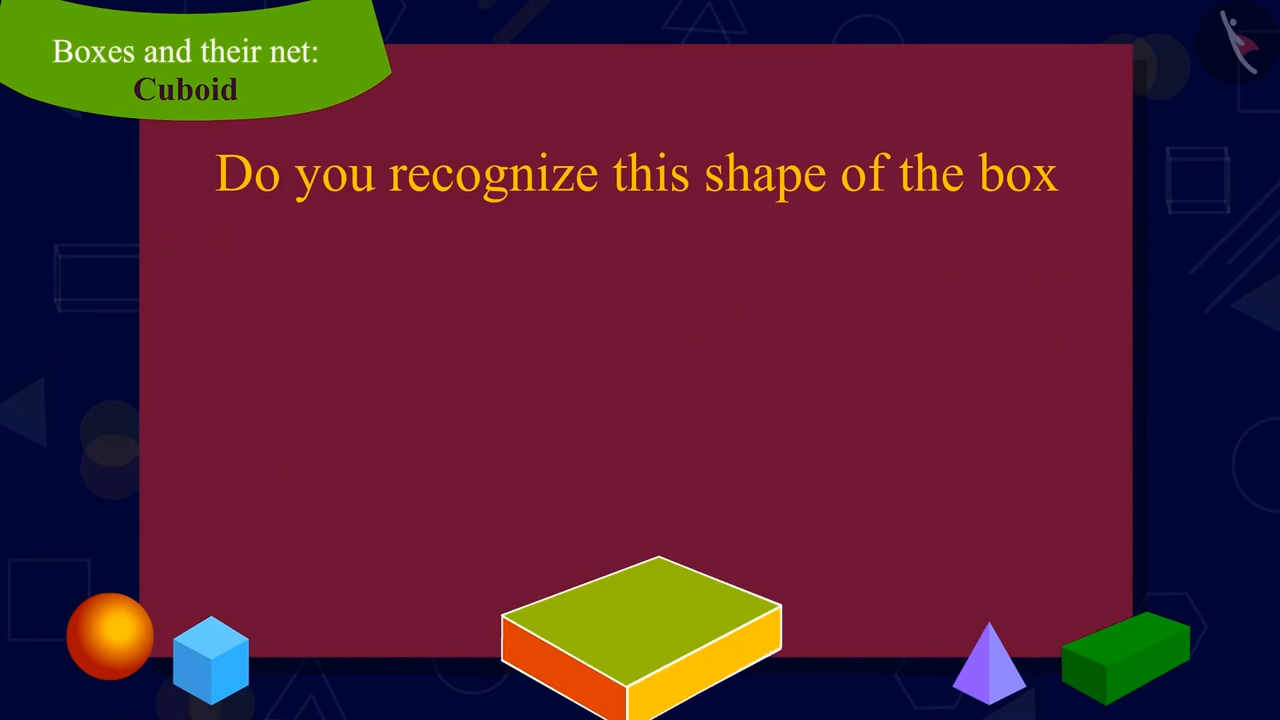 Boxes and their net:
Cuboid
Do you recognize this shape of the box